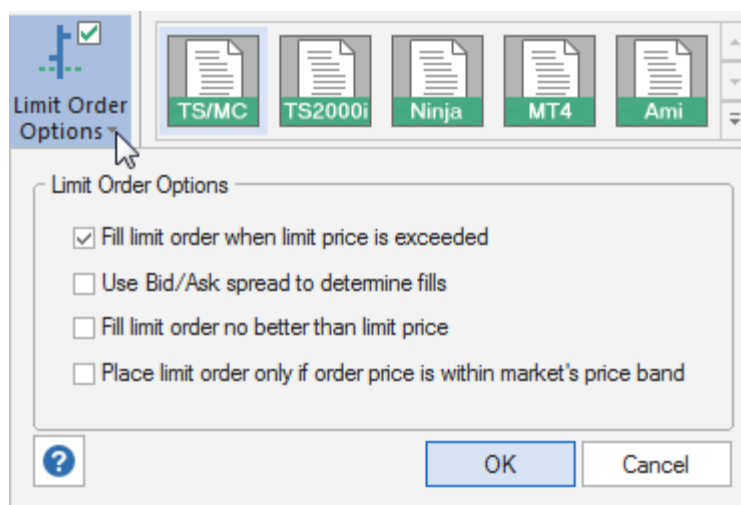 Limit Order
Options
TS/MC TS2000i Ninja MT4 Ami
Limit Order Options
Fill limit order when limit price is exceeded
Use Bid/Ask spread to determine fills
Fill limit order no better than limit price
Place limit order only if order price is within market's price band
? OK Cancel